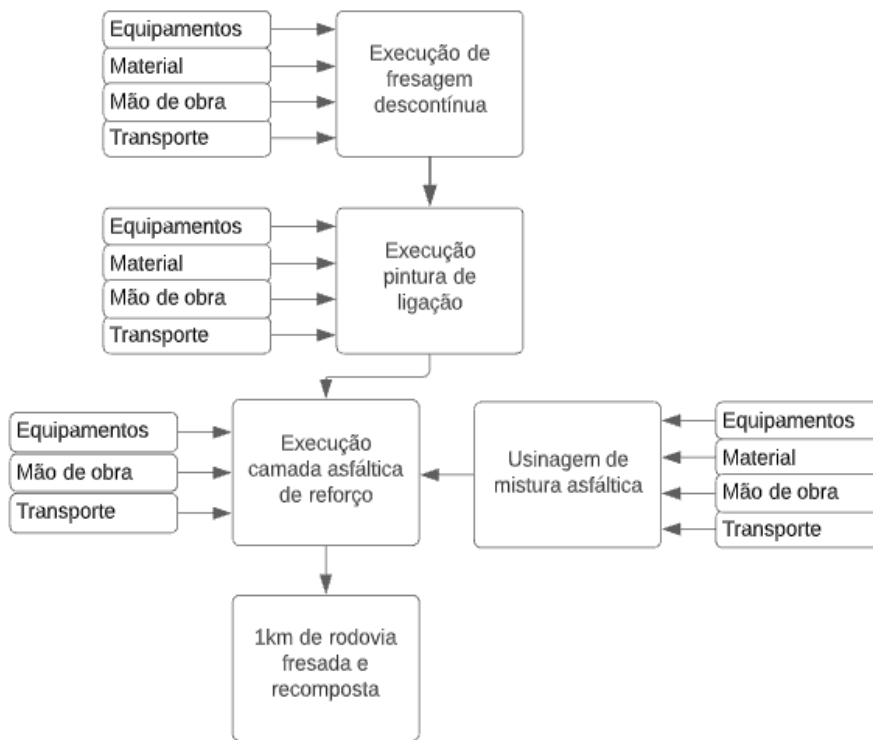 Equipamentos
Material
Mão de obra
Transporte
Execução de
fresagem
descontínua
Equipamentos
Material
Mão de obra
Transporte
Execução
pintura de
ligação
Equipamentos
Mão de obra
Transporte
Execução
camada asfáltica
de reforço
Usinagem de
mistura asfáltica
Equipamentos
Material
Mão de obra
Transporte
1km de rodovia
fresada e
recomposta